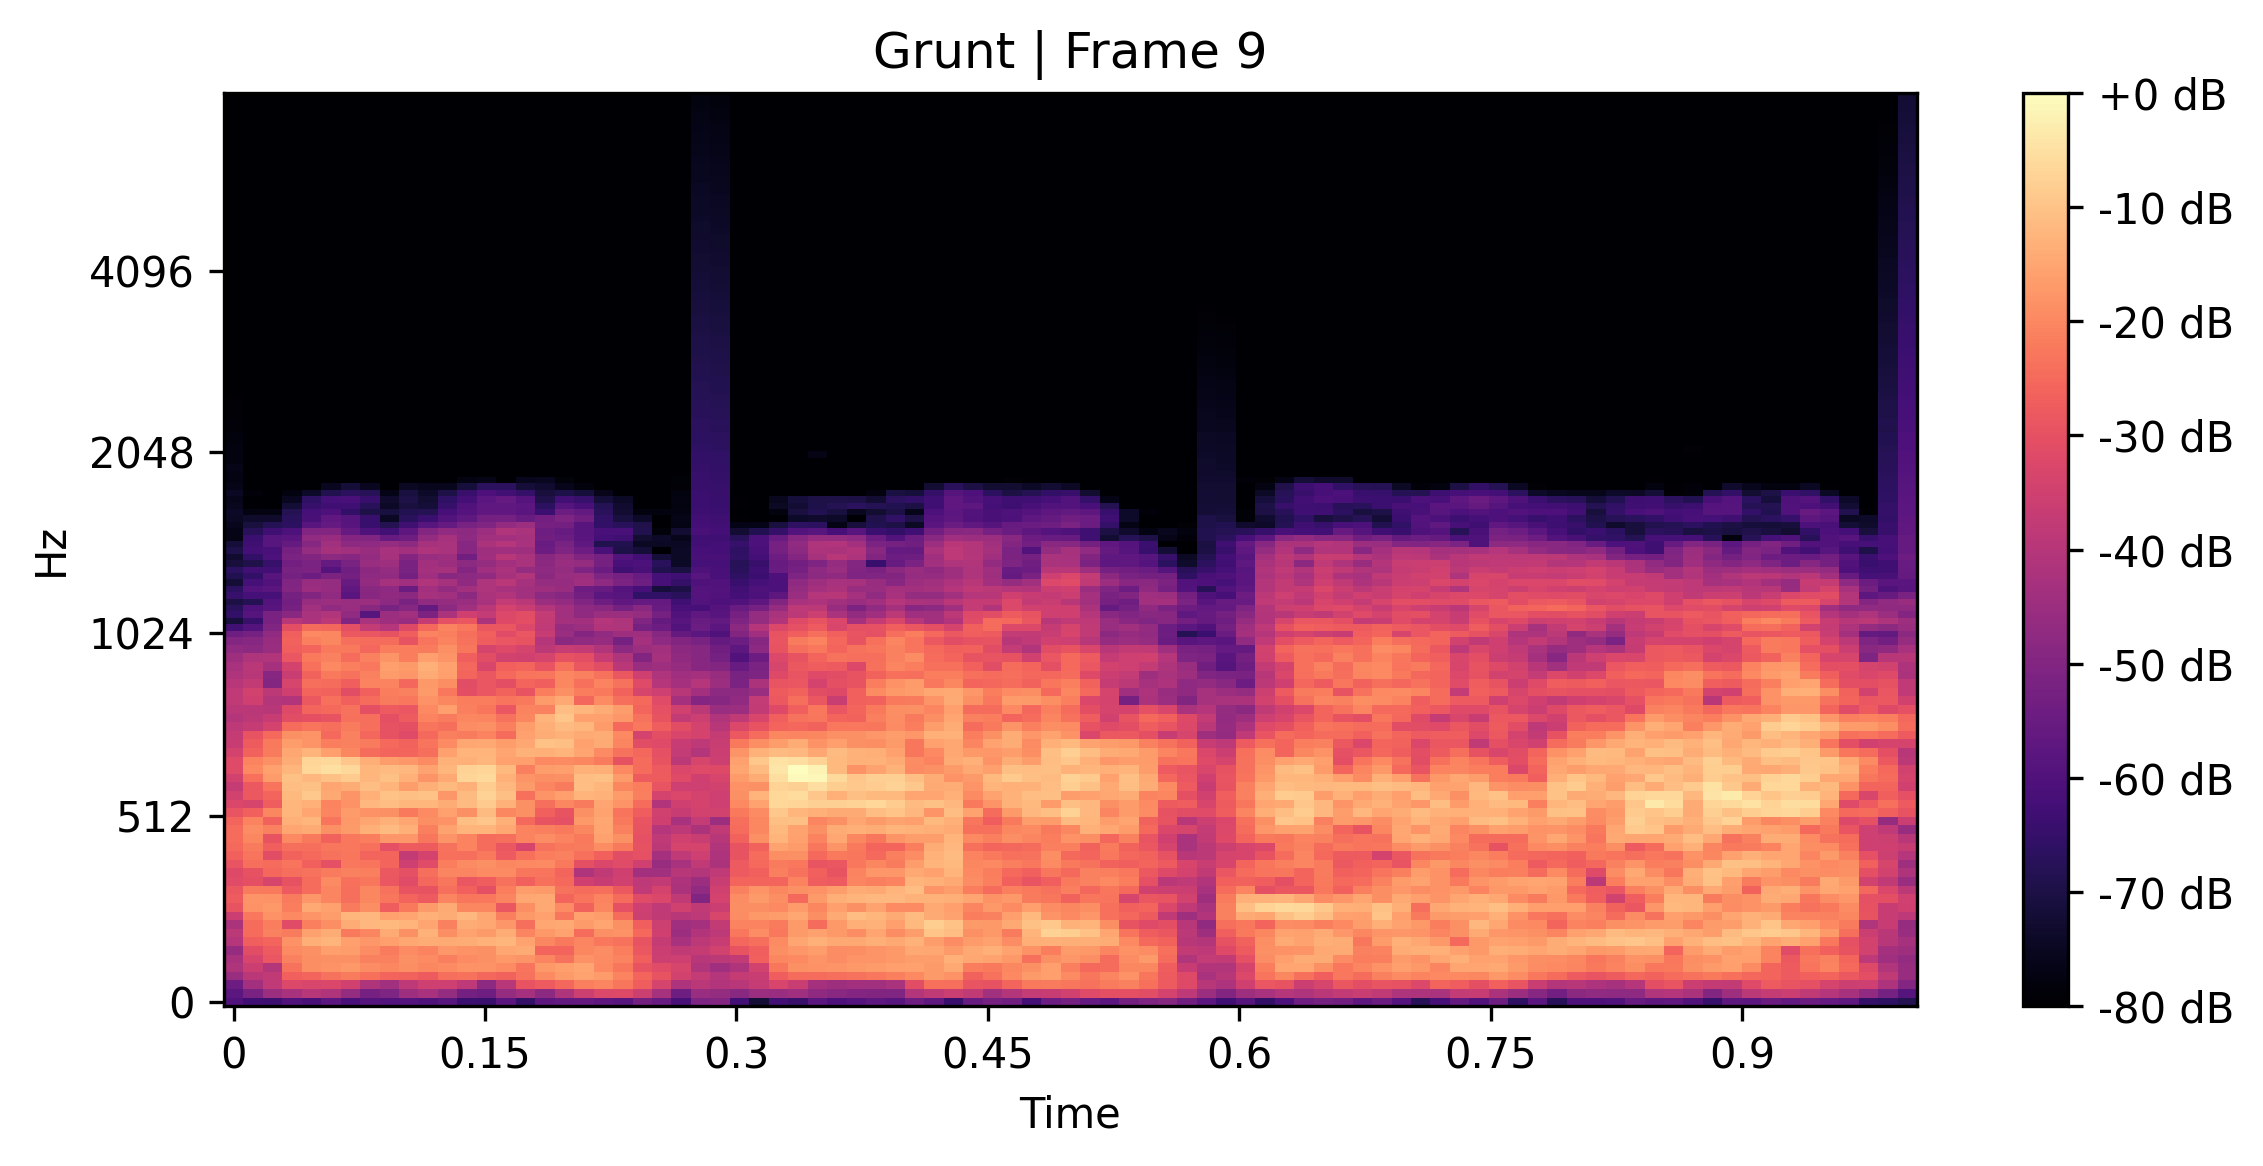 Grunt | Frame 9
+0 dB
-10 dB
-20 dB
-30 dB
-40 dB
-50 dB
-60 dB
-70 dB
-80 dB
Hz
4096
2048
1024
512
0
0 0.15 0.3 0.45 0.6 0.75 0.9
Time